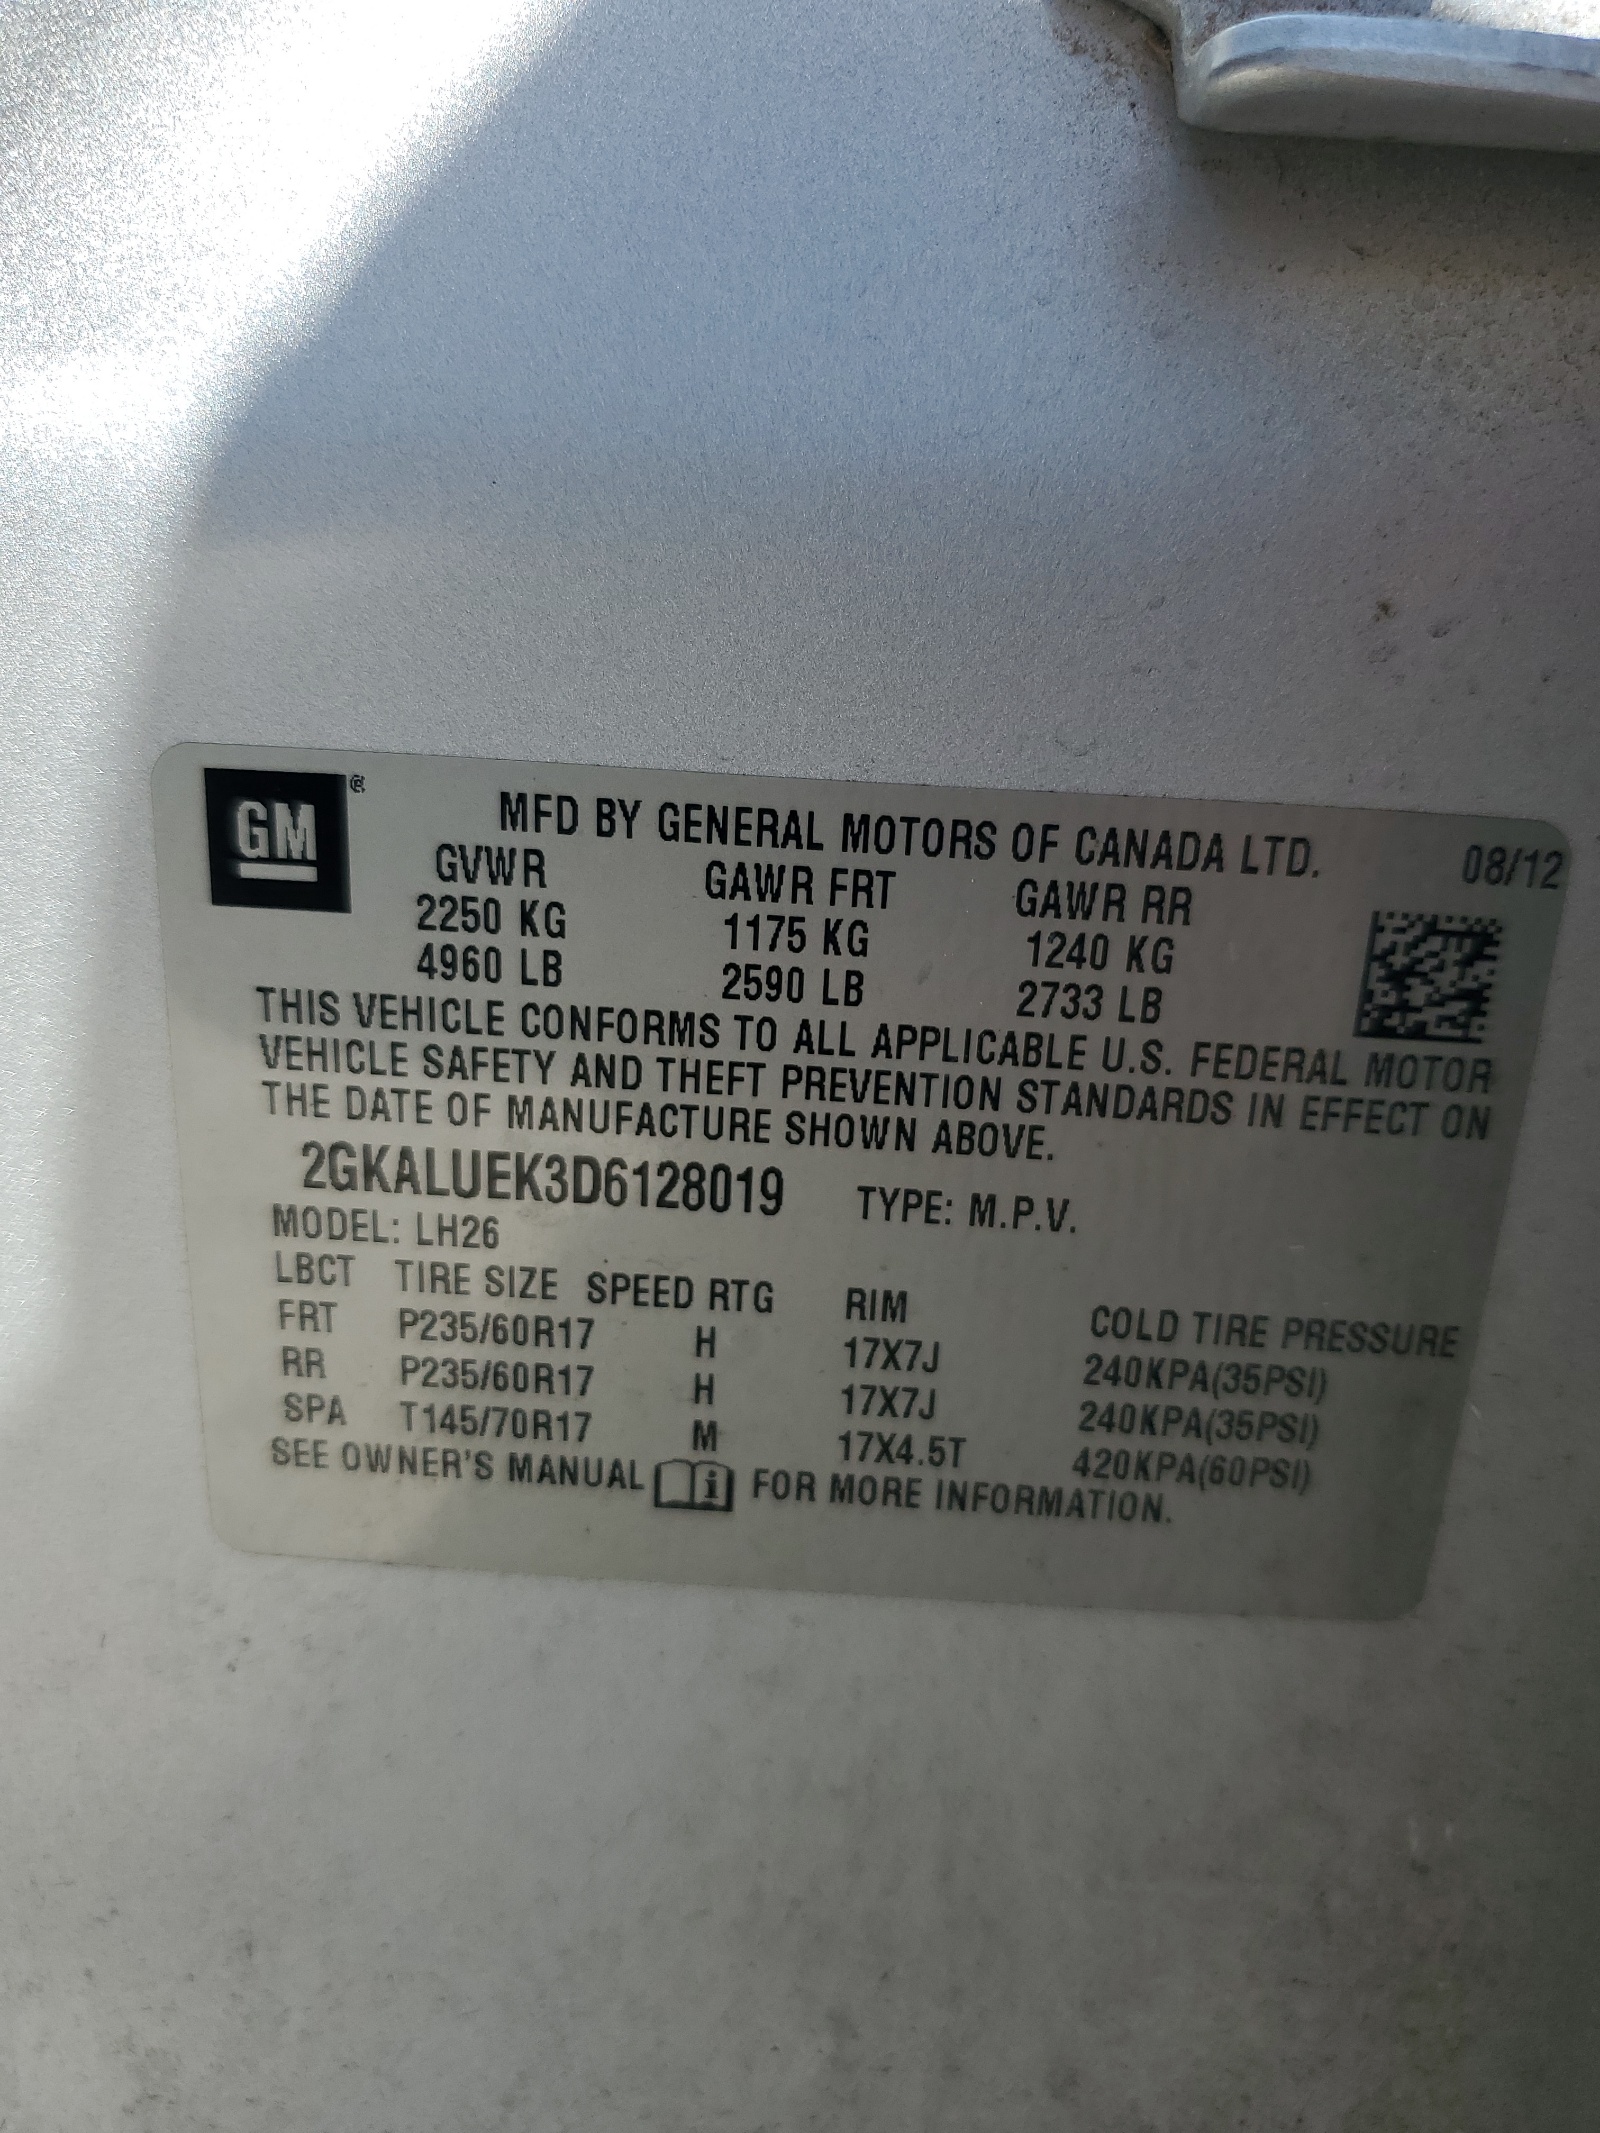 GM®
MFD BY GENERAL MOTORS OF CANADA LTD. 08/12
GVWR GAWR FRT GAWR RR
2250 KG 1175 KG 1240 KG
4960 LB 2590 LB 2733 LB
THIS VEHICLE CONFORMS TO ALL APPLICABLE U.S. FEDERAL MOTOR
VEHICLE SAFETY AND THEFT PREVENTION STANDARDS IN EFFECT ON
THE DATE OF MANUFACTURE SHOWN ABOVE.
2GKALUEK3D6128019 TYPE: M.P.V.
MODEL: LH26
LBCT TIRE SIZE SPEED RTG RIM COLD TIRE PRESSURE
FRT P235/60R17 H 17X7J 240KPA(35PSI)
RR P235/60R17 H 17X7J 240KPA(35PSI)
SPA T145/70R17 M 17X4.5T 420KPA(60PSI)
SEE OWNER'S MANUAL i FOR MORE INFORMATION.